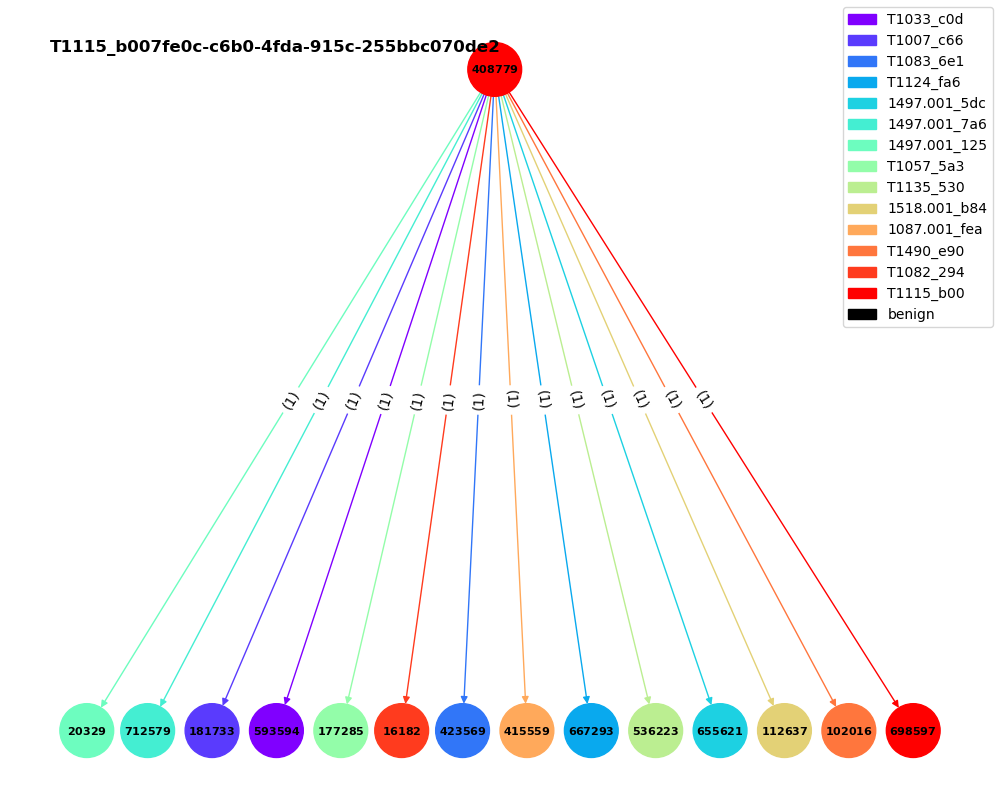 T1115_b007fe0c-c6b0-4fda-915c-255bbc070de2
408779
T1033_c0d
T1007_c66
T1083_6e1
T1124_fa6
1497.001_5dc
1497.001_7a6
1497.001_125
T1057_5a3
T1135_530
1518.001_b84
1087.001_fea
T1490_e90
T1082_294
T1115_b00
benign
(1) (1) (1) (1) (1) (1) (1) (1) (1) (1) (1) (1) (1) (1)
20329 712579 181733 593594 177285 16182 423569 415559 667293 536223 655621 112637 102016 698597